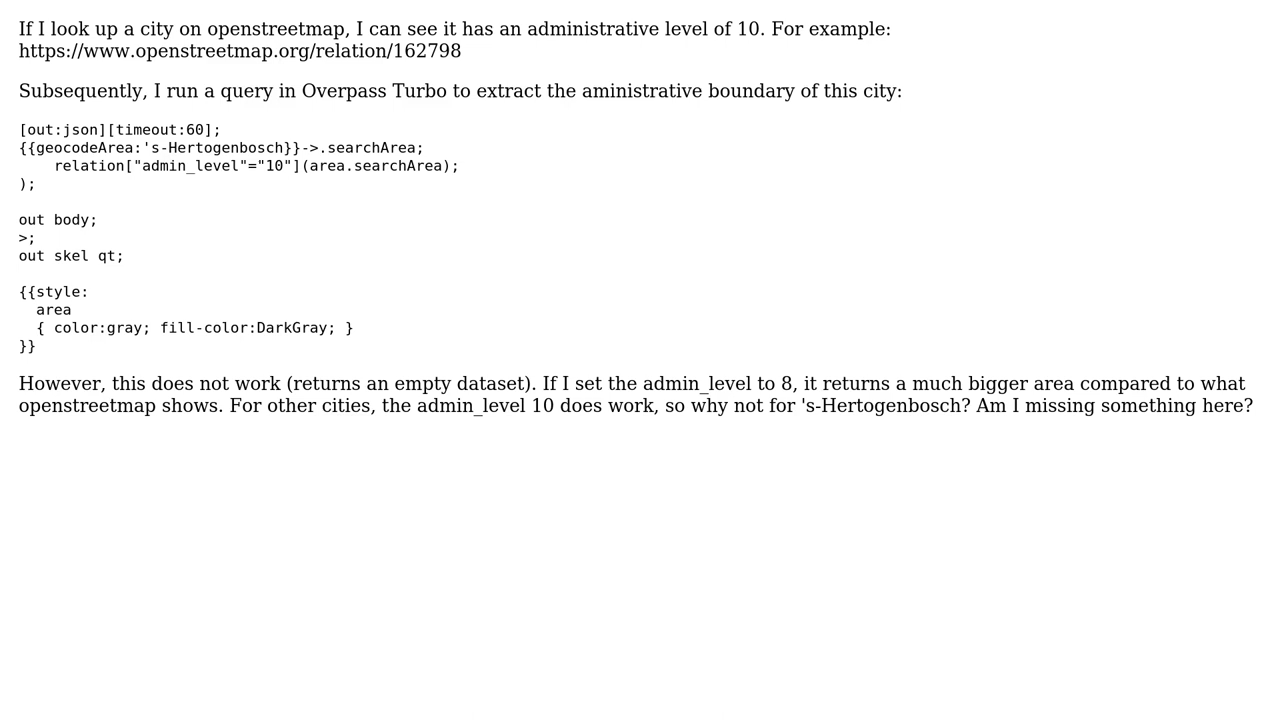 If I look up a city on openstreetmap, I can see it has an administrative level of 10. For example:
https://www.openstreetmap.org/relation/162798
Subsequently, I run a query in Overpass Turbo to extract the aministrative boundary of this city:
[out:json][timeout:60];
{{geocodeArea:'s-Hertogenbosch}}->.searchArea;
    relation["admin_level"="10"](area.searchArea);
);
out body;
>;
out skel qt;
{{style:
  area
  { color:gray; fill-color:DarkGray; }
}}
However, this does not work (returns an empty dataset). If I set the admin_level to 8, it returns a much bigger area compared to what
openstreetmap shows. For other cities, the admin_level 10 does work, so why not for 's-Hertogenbosch? Am I missing something here?